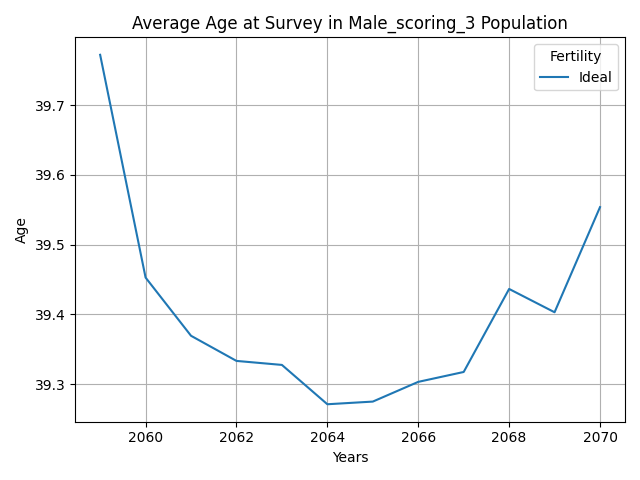 Average Age at Survey in Male_scoring_3 Population
Fertility
Ideal
39.7
39.6
39.5
39.4
39.3
Age
2060 2062 2064 2066 2068 2070
Years